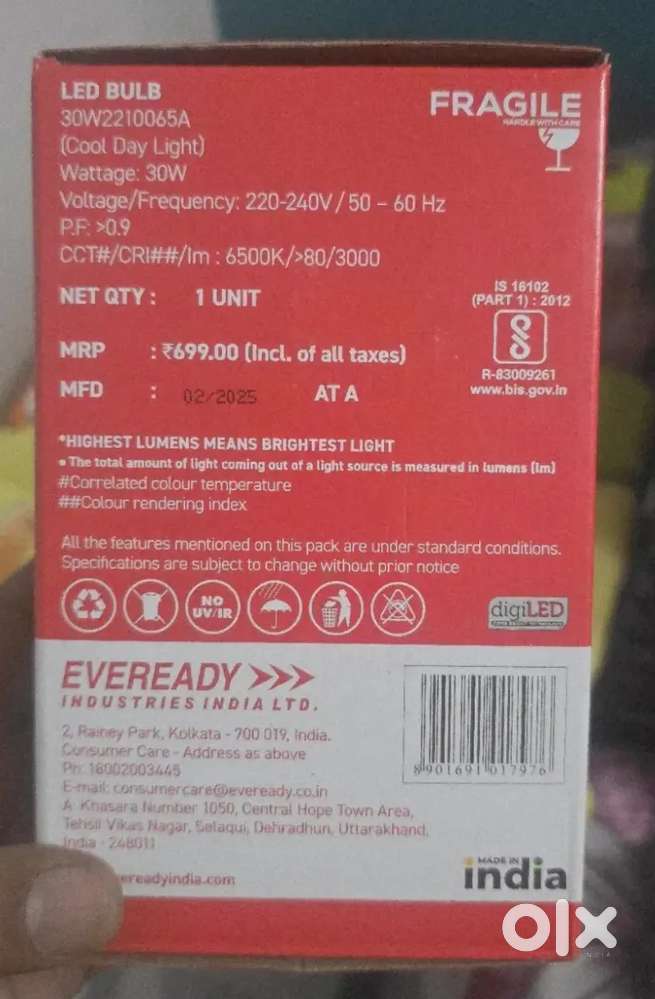 LED BULB
30W2210065A
(Cool Day Light)
Wattage: 30W
Voltage/Frequency: 220-240V / 50 – 60 Hz
P.F: >0.9
CCT#/CRI##/lm : 6500K/>80/3000
FRAGILE
HANDLE WITH CARE
NET QTY : 1 UNIT
IS 16102
(PART 1) : 2012
R-83009261
www.bis.gov.in
MRP : ₹699.00 (Incl. of all taxes)
MFD : 02/2025 AT A
*HIGHEST LUMENS MEANS BRIGHTEST LIGHT
• The total amount of light coming out of a light source is measured in lumens (lm)
#Correlated colour temperature
##Colour rendering index
All the features mentioned on this pack are under standard conditions.
Specifications are subject to change without prior notice
NO
UV/IR
digiLED
EVEREADY
INDUSTRIES INDIA LTD.
2, Rainey Park, Kolkata - 700 019, India.
Consumer Care - Address as above
Ph: 18002003445
E-mail: consumercare@eveready.co.in
A Khasara Number 1050, Central Hope Town Area,
Tehsil Vikas Nagar, Selaqui, Dehradhun, Uttarakhand,
India - 248011
ereadyindia.com
8 901691 017976
MADE IN
india
olx
INDIA